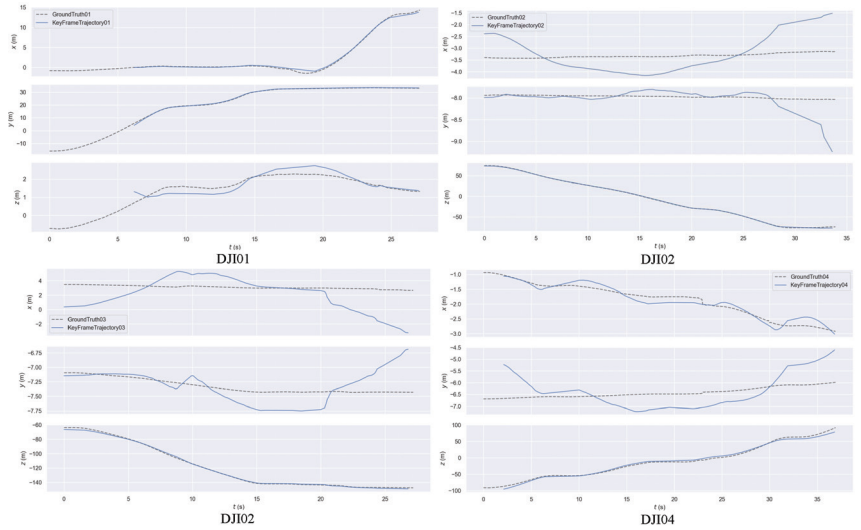 15
10
5
0
x (m)
GroundTruth01
KeyFrameTrajectory01
30
20
10
0
−10
y (m)
2
1
0
z (m)
0 5 10 15 20 25
t (s)
DJI01
−1.5
−2.0
−2.5
−3.0
−3.5
−4.0
x (m)
GroundTruth02
KeyFrameTrajectory02
−6.0
−9.0
y (m)
50
0
−50
z (m)
0 5 10 15 20 25 30 35
t (s)
DJI02
4
2
0
−2
x (m)
GroundTruth03
KeyFrameTrajectory03
−6.75
−7.00
−7.25
−7.50
−7.75
y (m)
−80
−100
−120
−140
z (m)
0 5 10 15 20 25
t (s)
DJI02
−1.0
−1.5
−2.0
−2.5
−3.0
x (m)
GroundTruth04
KeyFrameTrajectory04
−4.5
−5.0
−5.5
−6.0
−6.5
−7.0
y (m)
100
50
0
−50
−100
z (m)
0 5 10 15 20 25 30 35
t (s)
DJI04